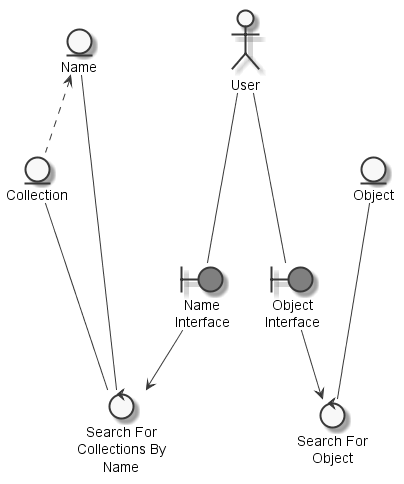 Name
User
Collection
Object
Name
Interface
Object
Interface
Search For
Collections By
Name
Search For
Object